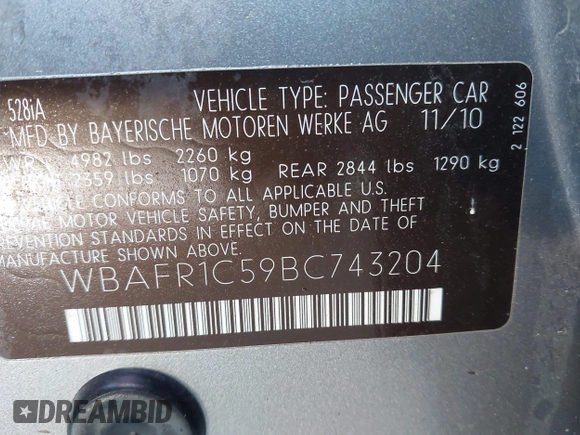 528iA VEHICLE TYPE: PASSENGER CAR
MFD BY BAYERISCHE MOTOREN WERKE AG 11/10
4982 lbs 2260 kg
2359 lbs 1070 kg REAR 2844 lbs 1290 kg
VEHICLE CONFORMS TO ALL APPLICABLE U.S.
MOTOR VEHICLE SAFETY, BUMPER AND THEFT
PREVENTION STANDARDS IN EFFECT ON THE DATE OF
MANUFACTURE SHOWN ABOVE.
WBAFR1C59BC743204
2 122 606
DREAMBID